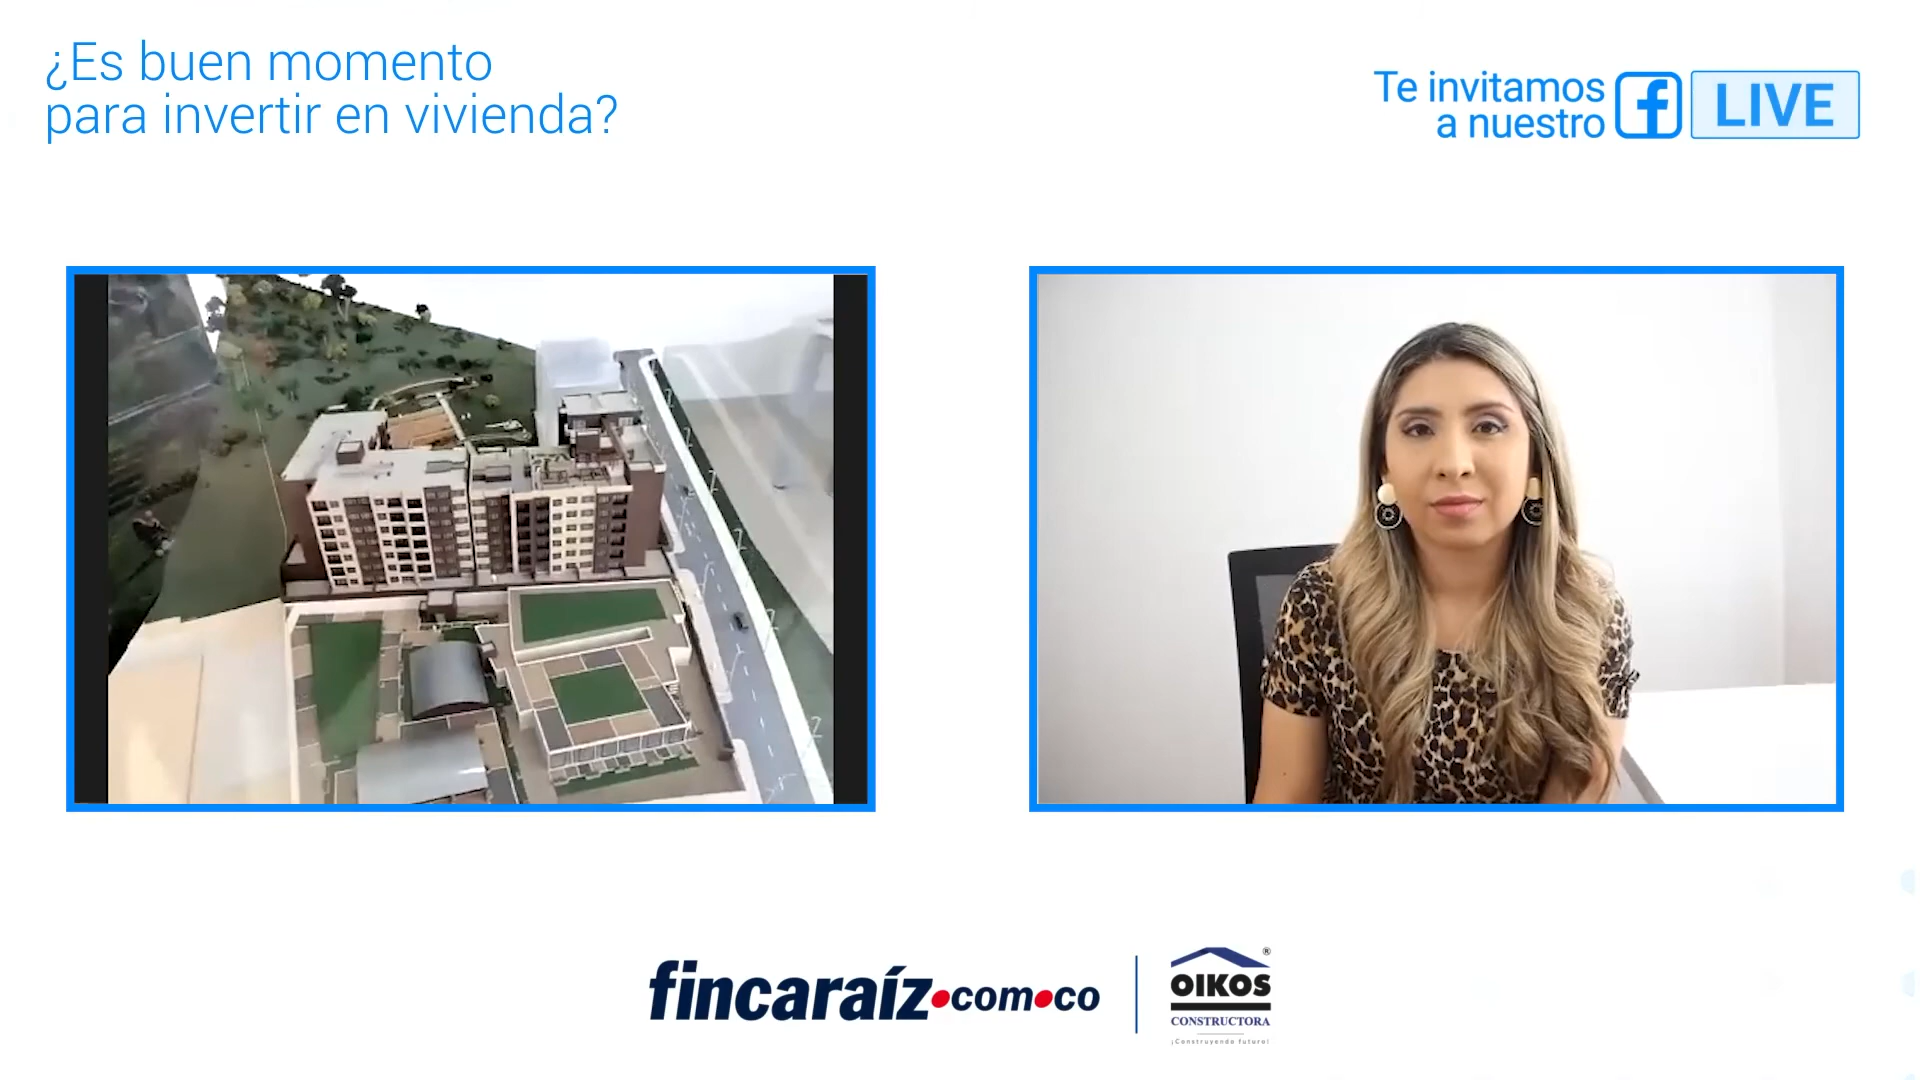 ¿Es buen momento
para invertir en vivienda?
Te invitamos
a nuestro
LIVE
fincaraíz.com.co
OIKOS
CONSTRUCTORA
¡Construyendo futuro!